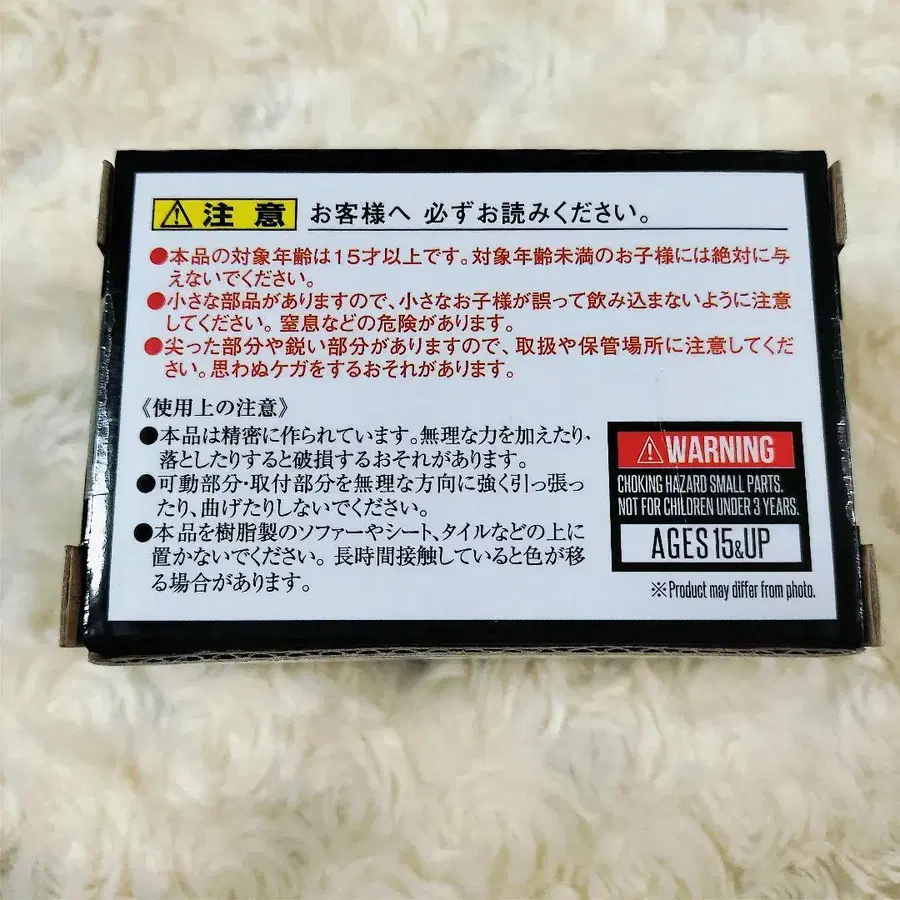 ⚠注意 お客様へ 必ずお読みください。
●本品の対象年齢は15才以上です。対象年齢未満のお子様には絶対に与
えないでください。
●小さな部品がありますので、小さなお子様が誤って飲み込まないように注意
してください。窒息などの危険があります。
●尖った部分や鋭い部分がありますので、取扱や保管場所に注意してくだ
さい。思わぬケガをするおそれがあります。
《使用上の注意》
●本品は精密に作られています。無理な力を加えたり、
落としたりすると破損するおそれがあります。
●可動部分・取付部分を無理な方向に強く引っ張っ
たり、曲げたりしないでください。
●本品を樹脂製のソファーやシート、タイルなどの上に
置かないでください。長時間接触していると色が移
る場合があります。
⚠WARNING
CHOKING HAZARD SMALL PARTS.
NOT FOR CHILDREN UNDER 3 YEARS.
AGES 15&UP
※Product may differ from photo.